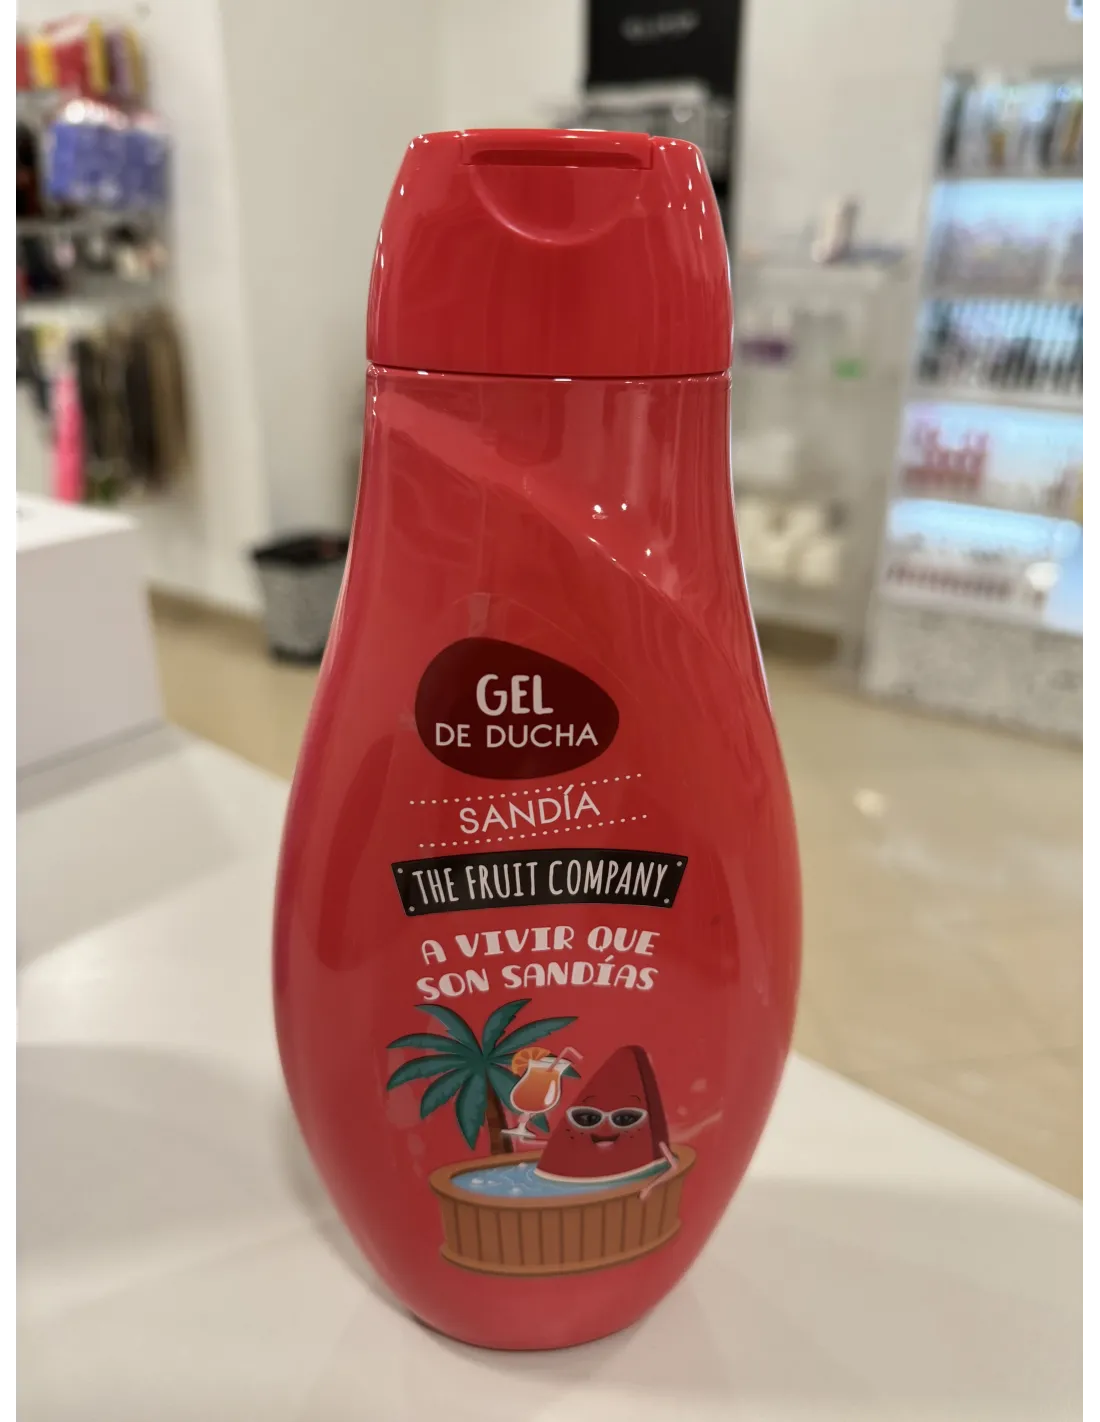 GEL
DE DUCHA
SANDÍA
THE FRUIT COMPANY
A VIVIR QUE
SON SANDÍAS